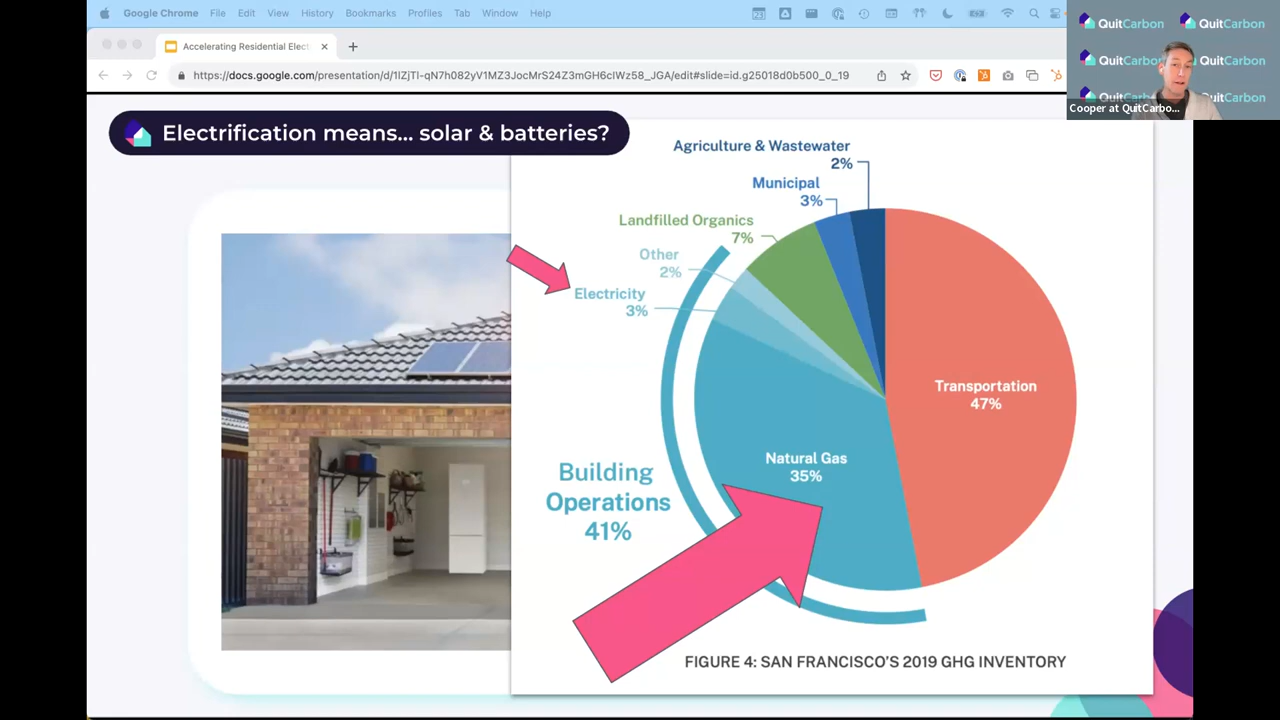 Google Chrome File Edit View History Bookmarks Profiles Tab Window Help
23
Accelerating Residential Elect
https://docs.google.com/presentation/d/1IZjTl-qN7h082yV1MZ3JocMrS24Z3mGH6clWz58_JGA/edit#slide=id.g25018d0b500_0_19
QuitCarbon QuitCarbon
QuitCarbon QuitCarbon
QuitCarbon
Cooper at QuitCarbo...
Electrification means... solar & batteries?
Agriculture & Wastewater
2%
Municipal
3%
Landfilled Organics
7%
Other
2%
Electricity
3%
Transportation
47%
Natural Gas
35%
Building
Operations
41%
FIGURE 4: SAN FRANCISCO'S 2019 GHG INVENTORY